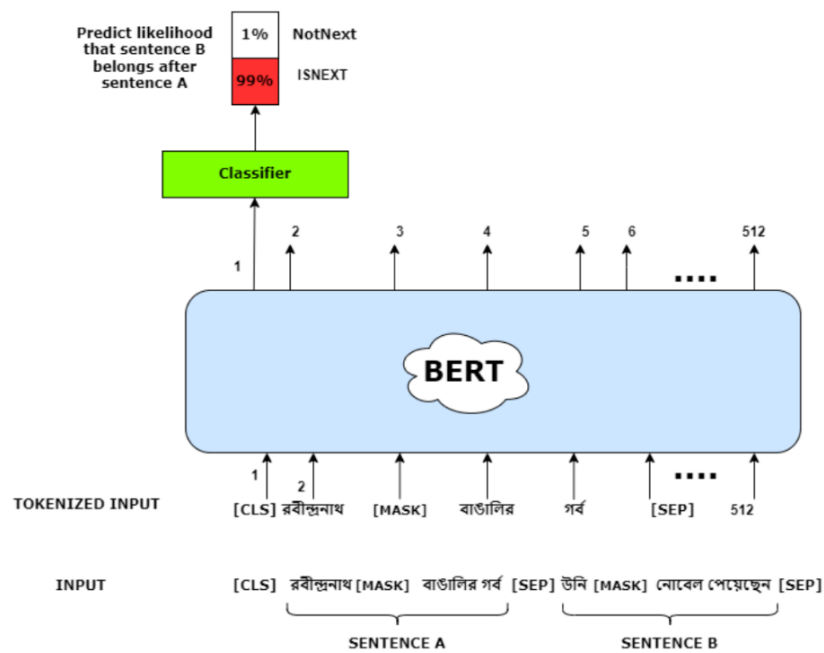 Predict likelihood
that sentence B
belongs after
sentence A
1% NotNext
99% ISNEXT
Classifier
1 2 3 4 5 6 512
....
BERT
1 2 ....
TOKENIZED INPUT [CLS] রবীন্দ্রনাথ [MASK] বাঙালির গর্ব [SEP] 512
INPUT [CLS] রবীন্দ্রনাথ [MASK] বাঙালির গর্ব [SEP] উনি [MASK] নোবেল পেয়েছেন [SEP]
SENTENCE A SENTENCE B